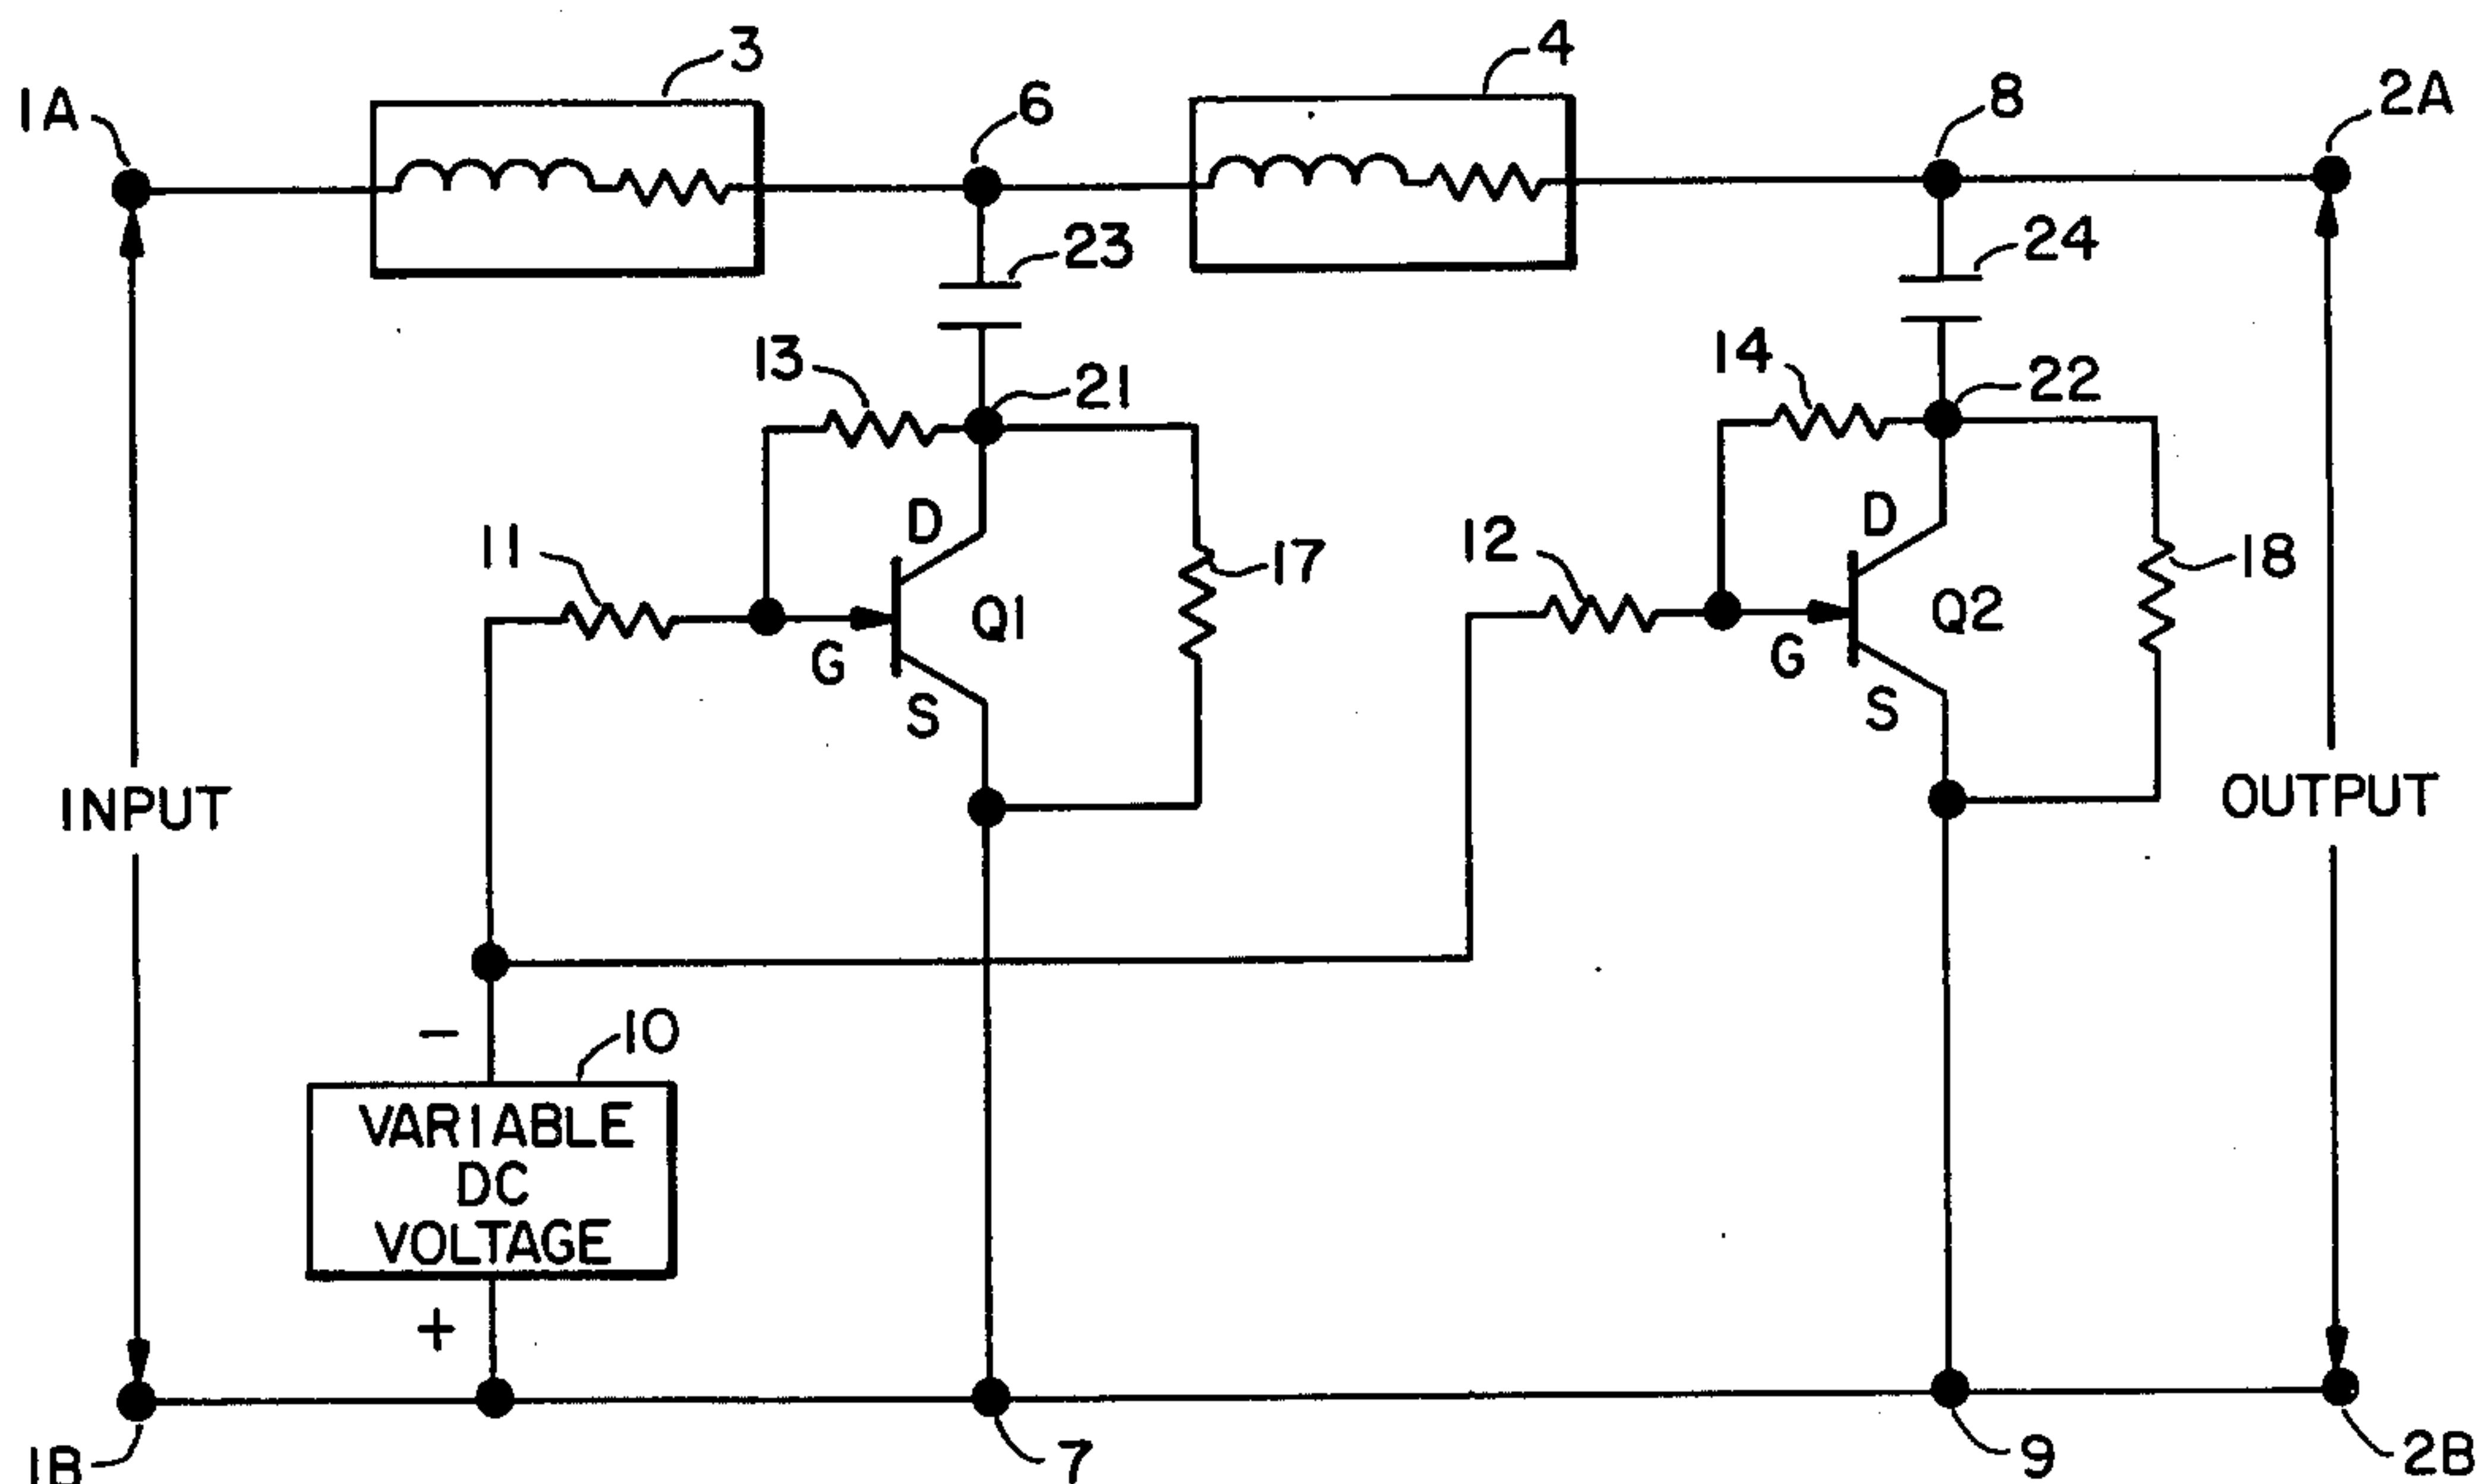 3
4
1A
6
8
2A
23
24
13
21
14
22
D
D
11
17
12
18
Q1
Q2
G
G
S
S
INPUT
OUTPUT
−
10
VARIABLE
DC
VOLTAGE
+
1B
7
9
2B